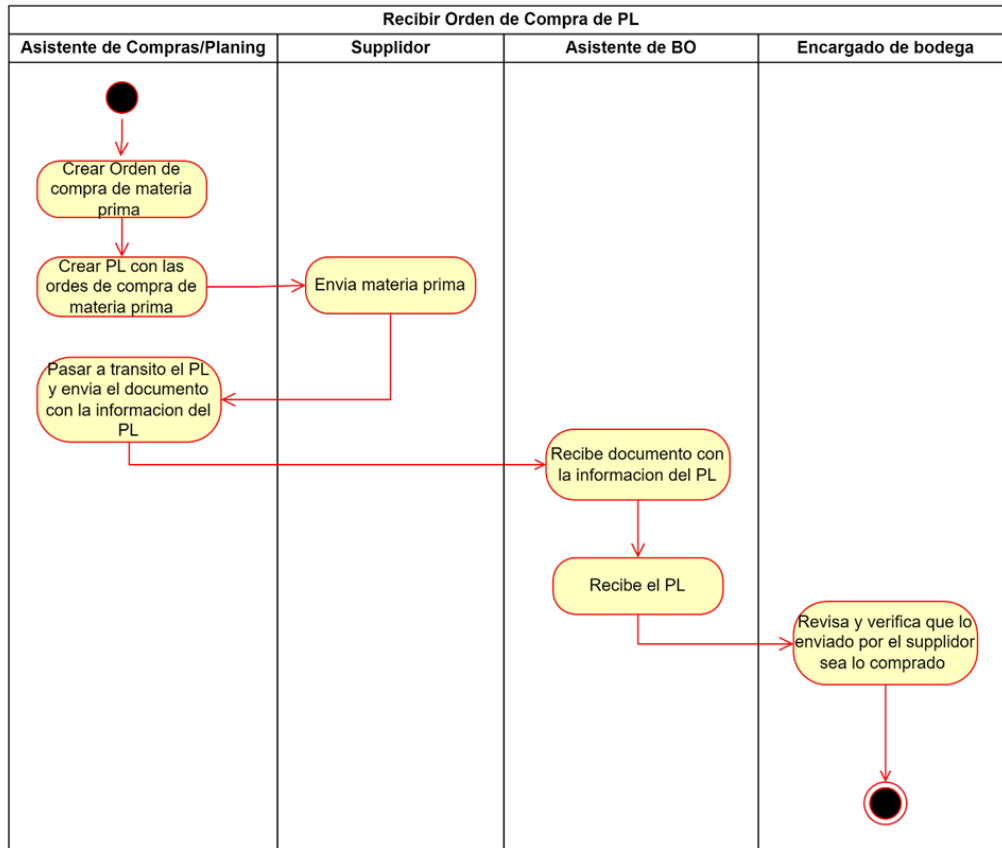 Recibir Orden de Compra de PL
Asistente de Compras/Planing
Supplidor
Asistente de BO
Encargado de bodega
Crear Orden de
compra de materia
prima
Crear PL con las
ordes de compra de
materia prima
Envia materia prima
Pasar a transito el PL
y envia el documento
con la informacion del
PL
Recibe documento con
la informacion del PL
Recibe el PL
Revisa y verifica que lo
enviado por el supplidor
sea lo comprado